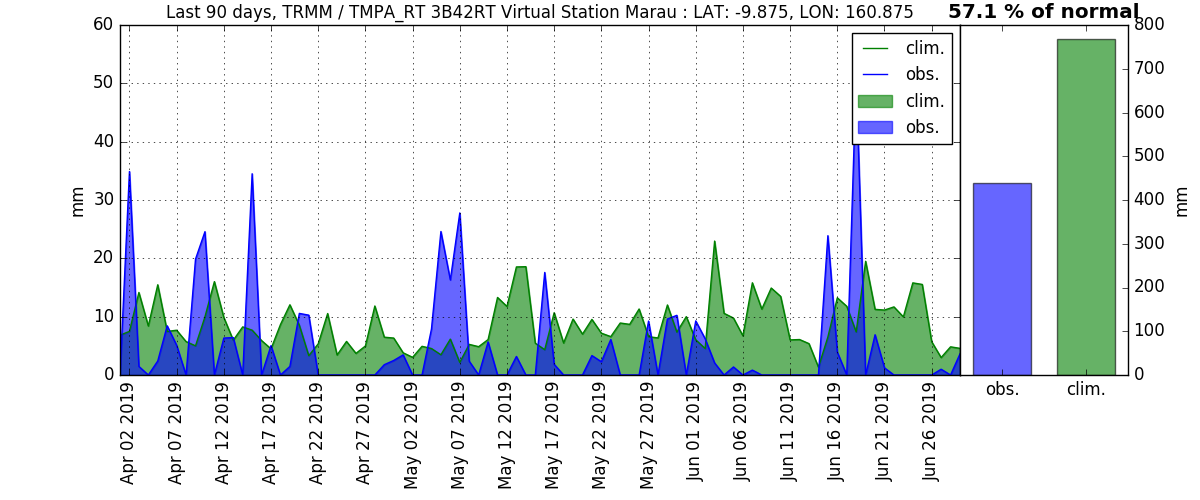 Last 90 days, TRMM / TMPA_RT 3B42RT Virtual Station Marau : LAT: -9.875, LON: 160.875
57.1 % of normal
mm
60
50
40
30
20
10
0
clim.
obs.
clim.
obs.
Apr 02 2019
Apr 07 2019
Apr 12 2019
Apr 17 2019
Apr 22 2019
Apr 27 2019
May 02 2019
May 07 2019
May 12 2019
May 17 2019
May 22 2019
May 27 2019
Jun 01 2019
Jun 06 2019
Jun 11 2019
Jun 16 2019
Jun 21 2019
Jun 26 2019
obs.
clim.
800
700
600
500
400
300
200
100
0
mm